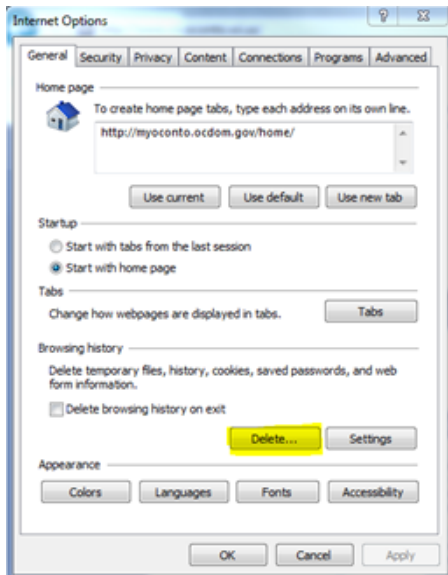 Internet Options
General Security Privacy Content Connections Programs Advanced
Home page
To create home page tabs, type each address on its own line.
http://myoconto.ocdom.gov/home/
Use current Use default Use new tab
Startup
Start with tabs from the last session
Start with home page
Tabs
Change how webpages are displayed in tabs. Tabs
Browsing history
Delete temporary files, history, cookies, saved passwords, and web
form information.
Delete browsing history on exit
Delete... Settings
Appearance
Colors Languages Fonts Accessibility
OK Cancel Apply